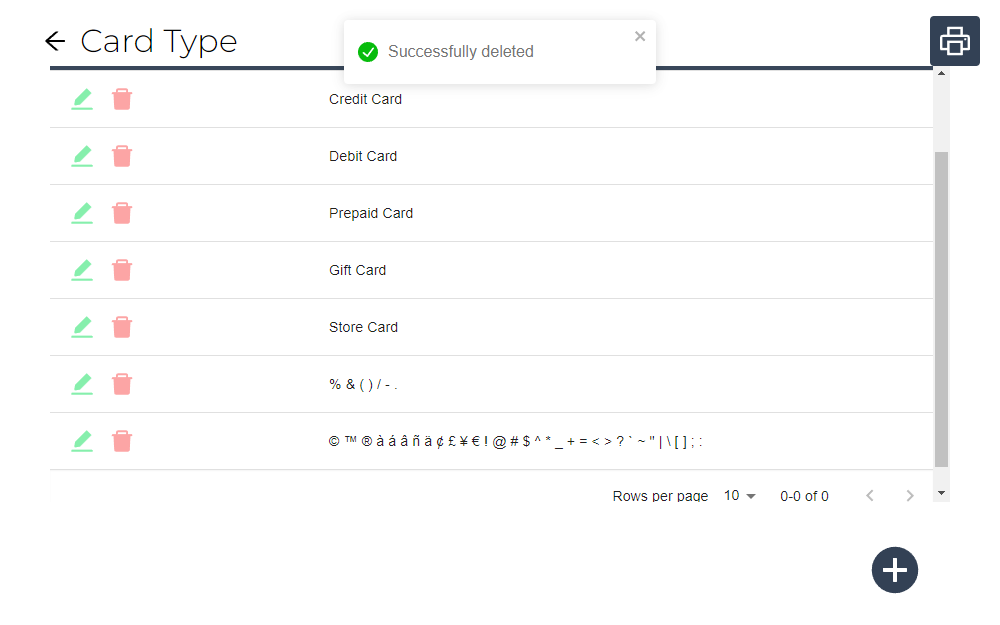 Card Type
Successfully deleted
Credit Card
Debit Card
Prepaid Card
Gift Card
Store Card
% & ( ) / - .
© ™ ® à á â ñ ä ¢ £ ¥ € ! @ # $ ^ * _ + = < > ? ` ~ " | \ [ ] ; :
Rows per page 10 0-0 of 0